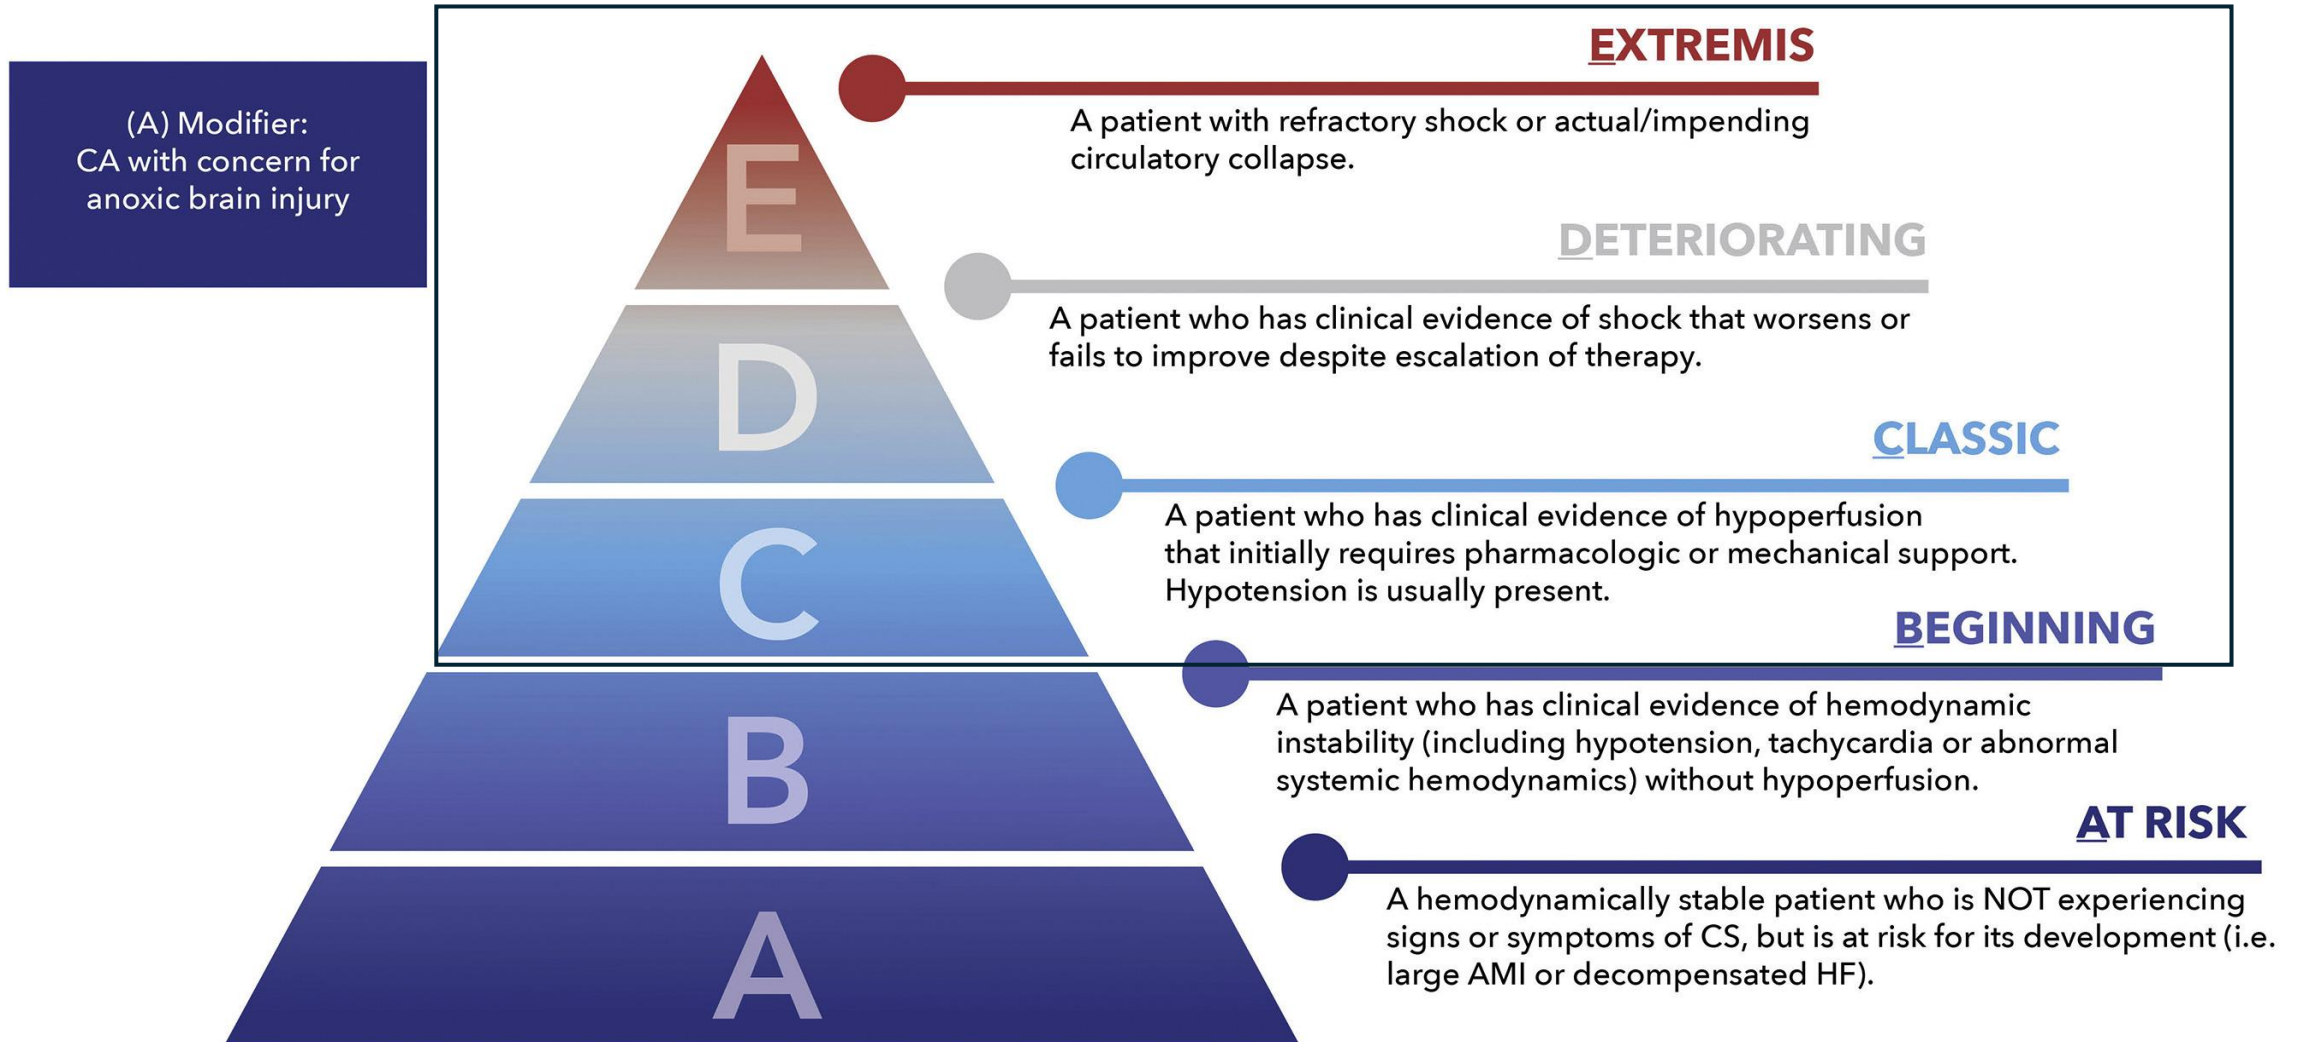 (A) Modifier:
CA with concern for
anoxic brain injury
E
EXTREMIS
A patient with refractory shock or actual/impending
circulatory collapse.
D
DETERIORATING
A patient who has clinical evidence of shock that worsens or
fails to improve despite escalation of therapy.
C
CLASSIC
A patient who has clinical evidence of hypoperfusion
that initially requires pharmacologic or mechanical support.
Hypotension is usually present.
B
BEGINNING
A patient who has clinical evidence of hemodynamic
instability (including hypotension, tachycardia or abnormal
systemic hemodynamics) without hypoperfusion.
A
AT RISK
A hemodynamically stable patient who is NOT experiencing
signs or symptoms of CS, but is at risk for its development (i.e.
large AMI or decompensated HF).